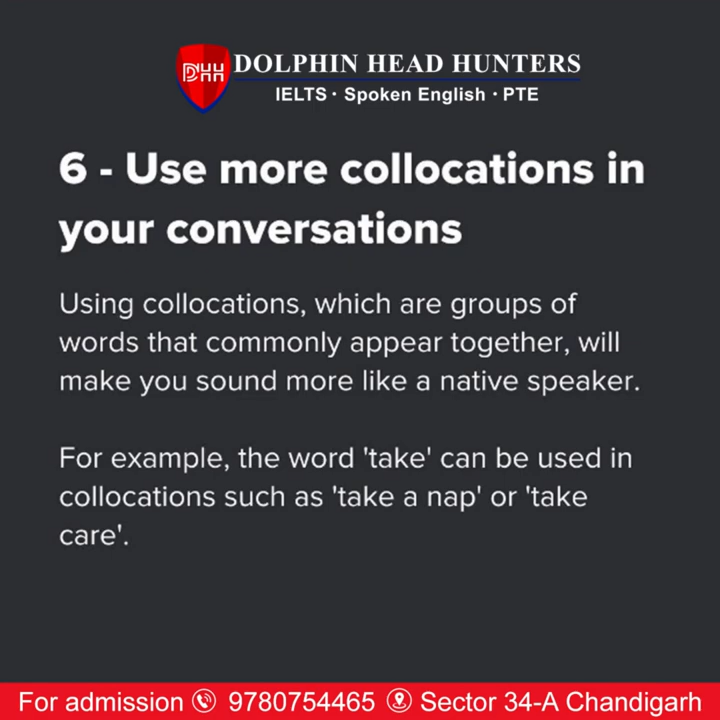 DHH DOLPHIN HEAD HUNTERS
IELTS · Spoken English · PTE
6 - Use more collocations in
your conversations
Using collocations, which are groups of
words that commonly appear together, will
make you sound more like a native speaker.
For example, the word 'take' can be used in
collocations such as 'take a nap' or 'take
care'.
For admission 9780754465 Sector 34-A Chandigarh